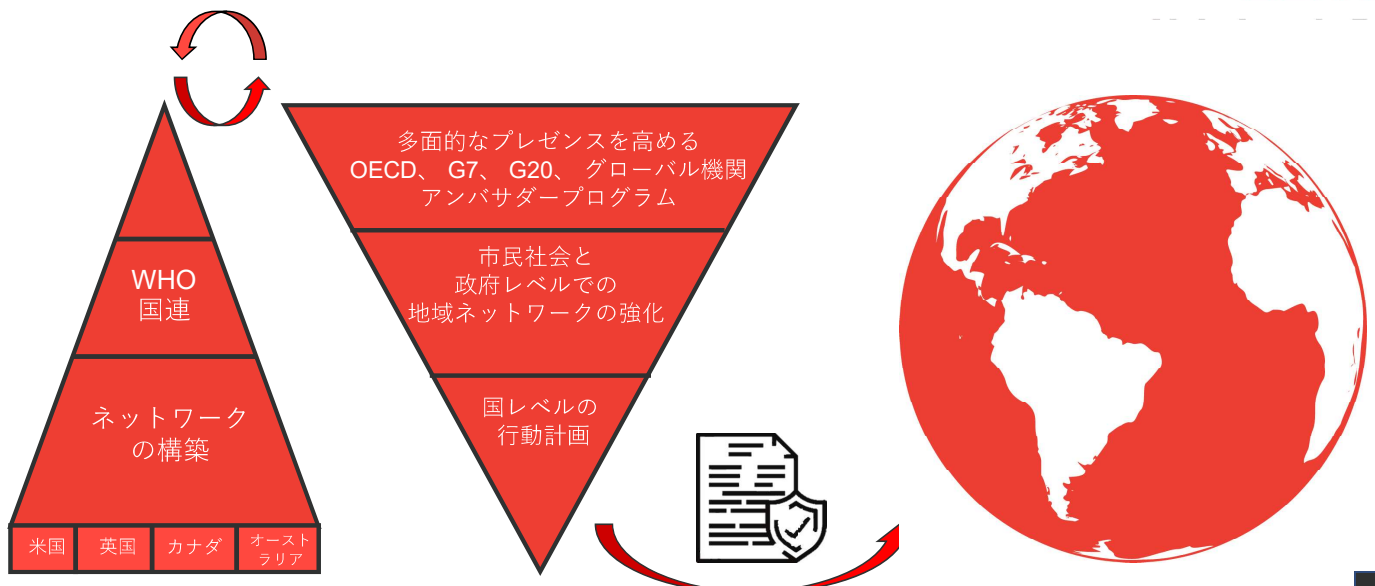 WHO
国連
ネットワーク
の構築
米国
英国
カナダ
オースト
ラリア
多面的なプレゼンスを高める
OECD、 G7、 G20、 グローバル機関
アンバサダープログラム
市民社会と
政府レベルでの
地域ネットワークの強化
国レベルの
行動計画